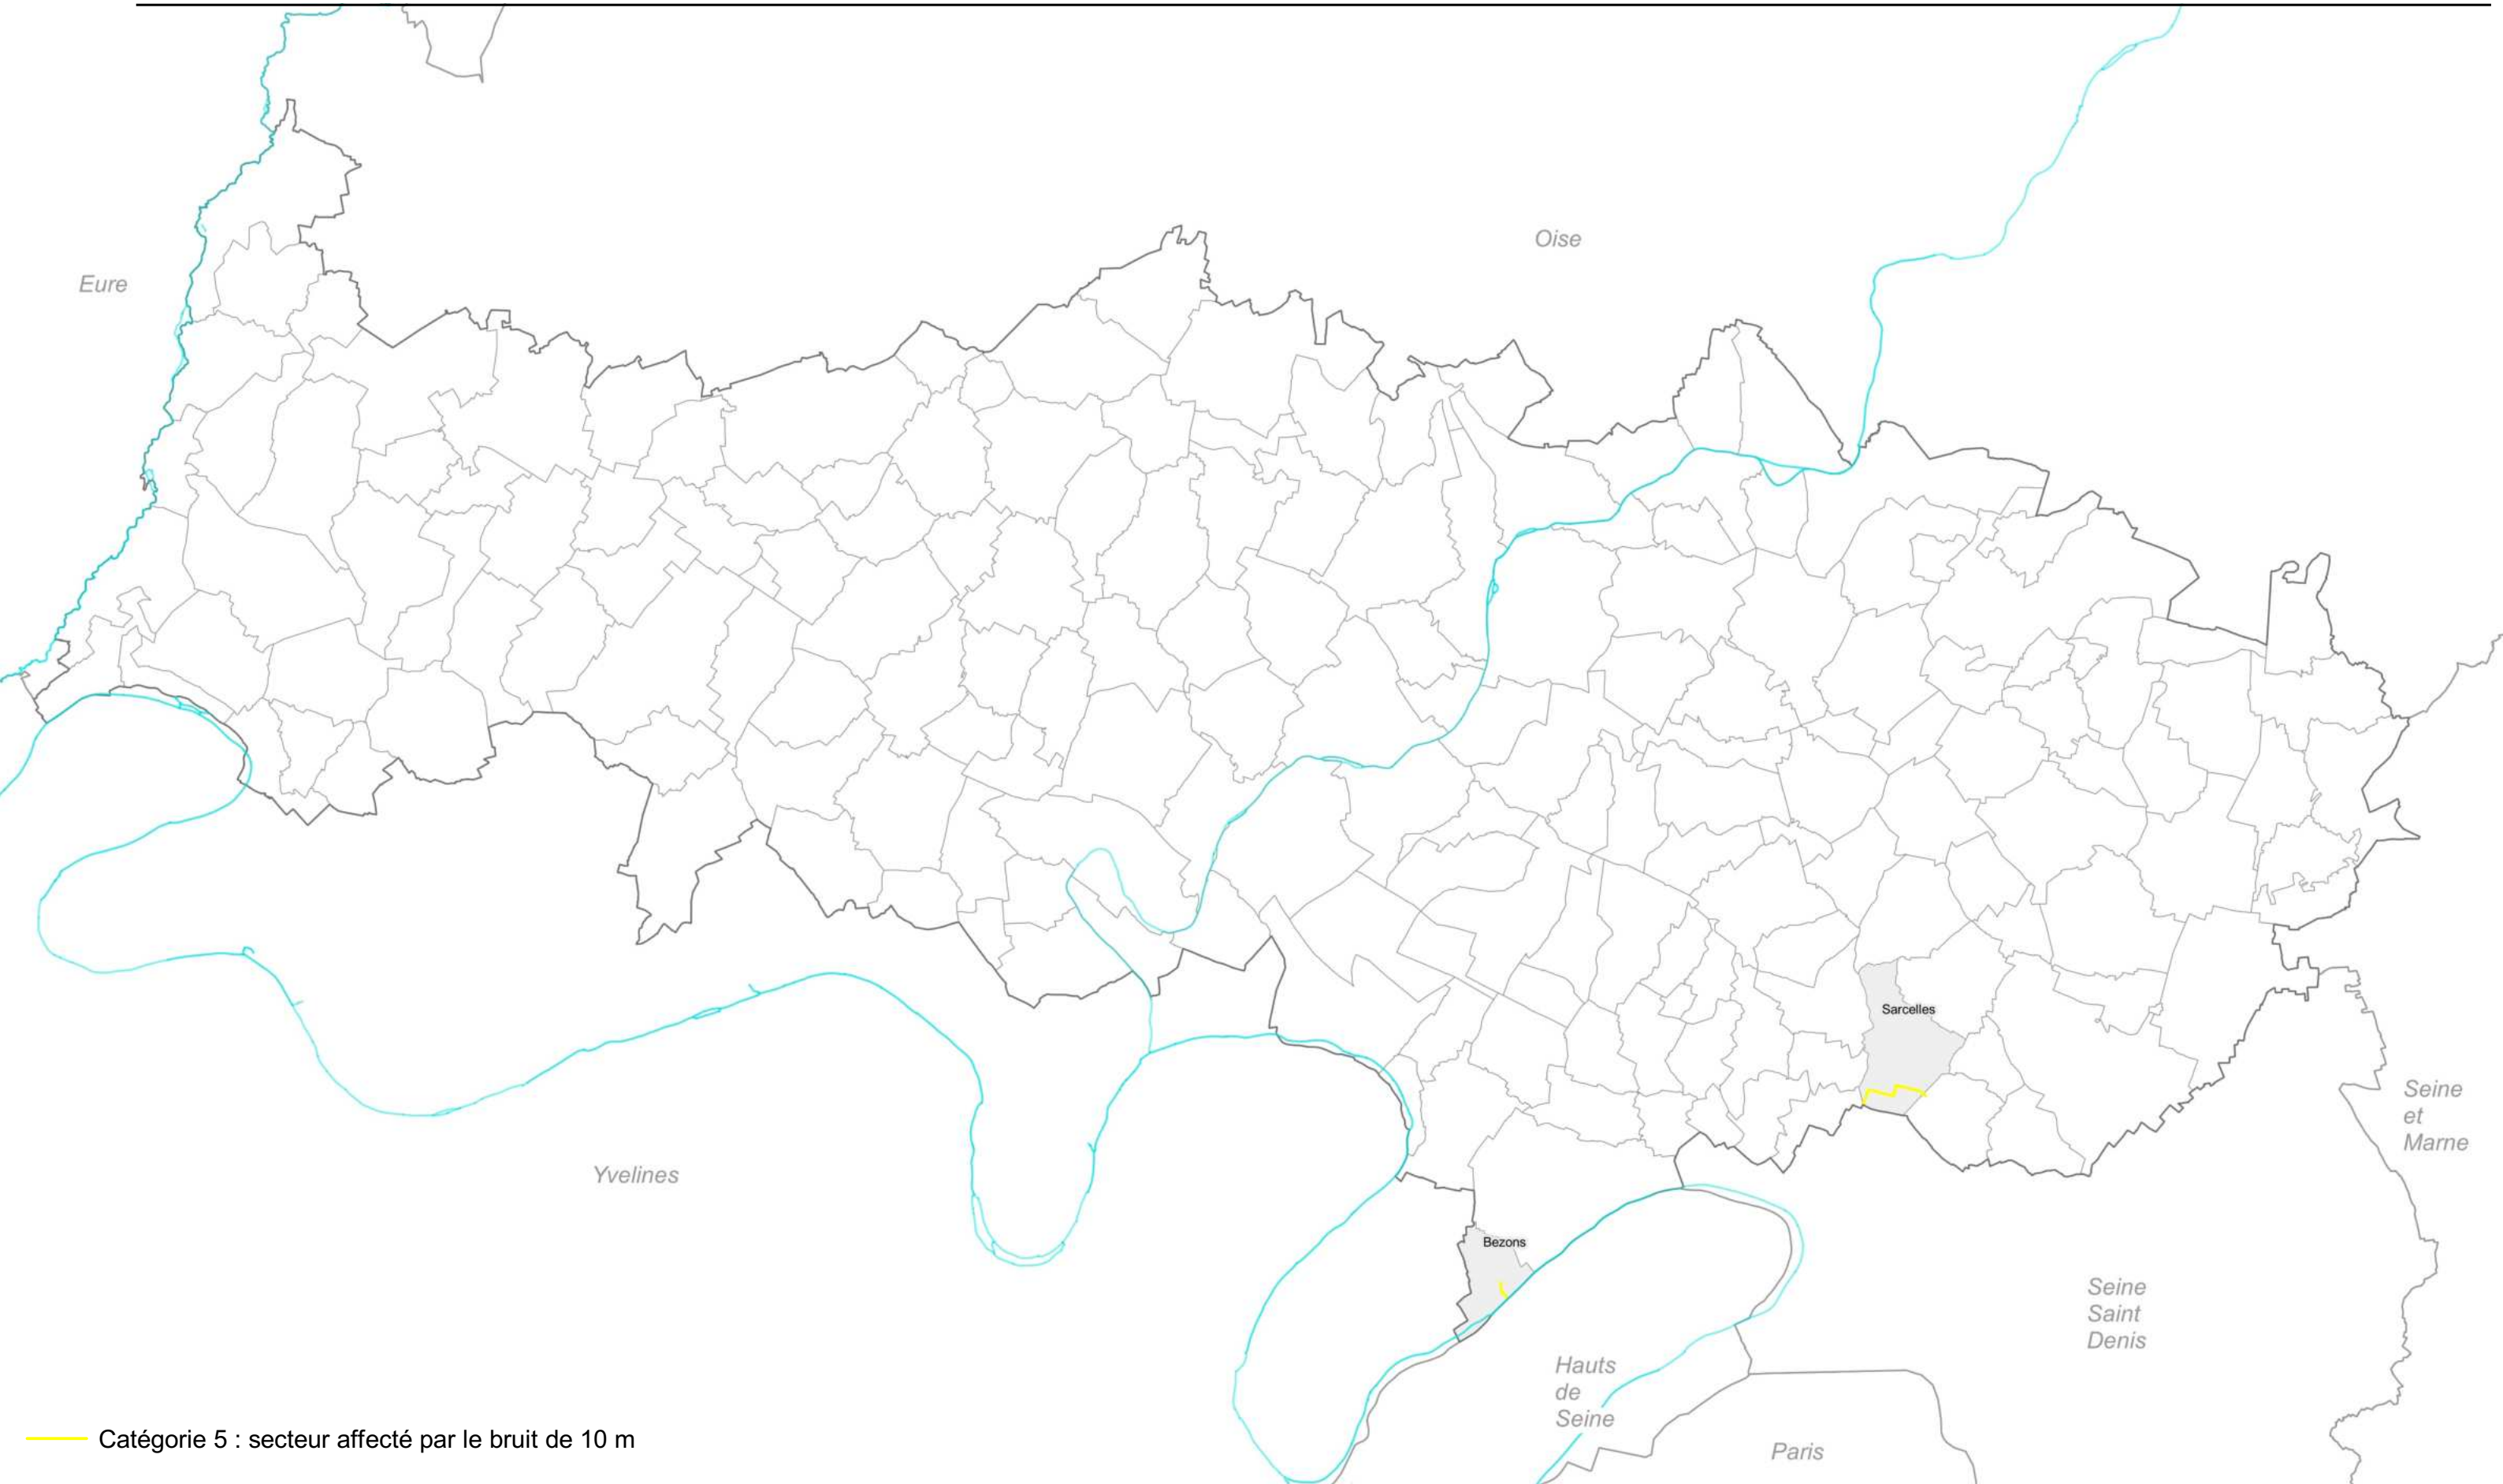 Oise
Eure
Sarcelles
Seine
et
Marne
Yvelines
Bezons
Seine
Saint
Denis
Hauts
de
Seine
Catégorie 5 : secteur affecté par le bruit de 10 m
Paris